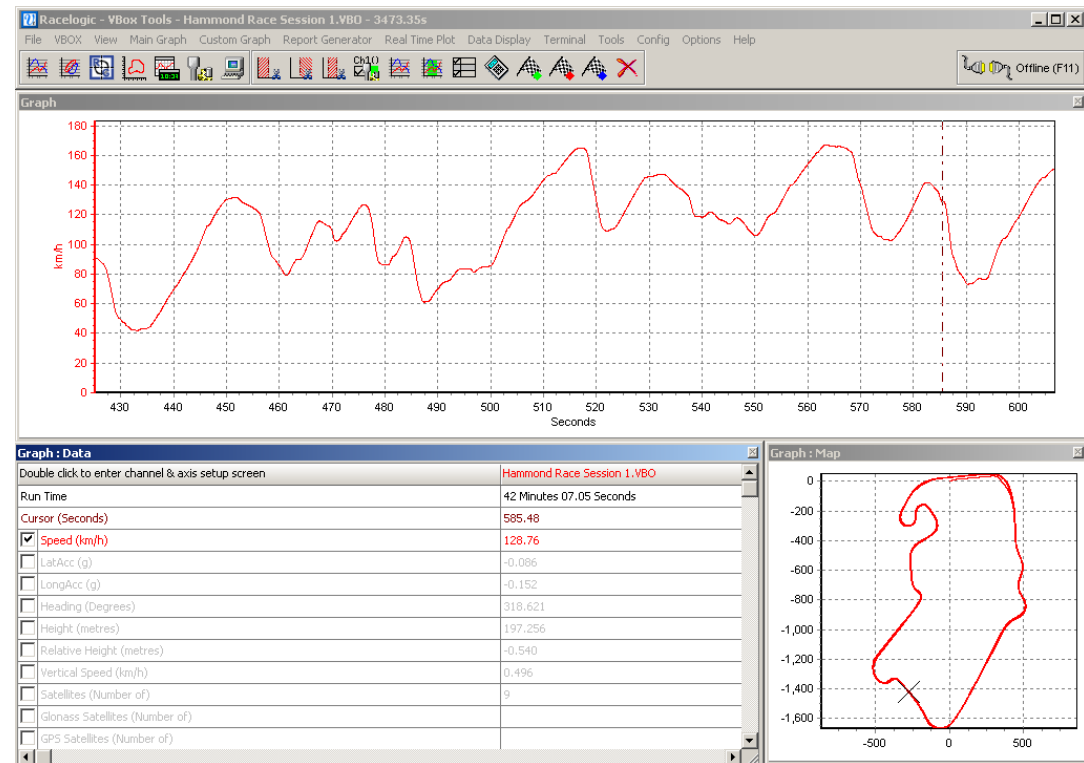 Racelogic - VBox Tools - Hammond Race Session 1.VBO - 3473.35s
File VBOX View Main Graph Custom Graph Report Generator Real Time Plot Data Display Terminal Tools Config Options Help
Ch10 Offline (F11)
Graph
180
160
140
120
100
80
60
40
20
0
km/h
430 440 450 460 470 480 490 500 510 520 530 540 550 560 570 580 590 600
Seconds
Graph : Data
Double click to enter channel & axis setup screen Hammond Race Session 1.VBO
Run Time 42 Minutes 07.05 Seconds
Cursor (Seconds) 585.48
Speed (km/h) 128.76
LatAcc (g) -0.086
LongAcc (g) -0.152
Heading (Degrees) 318.621
Height (metres) 197.256
Relative Height (metres) -0.540
Vertical Speed (km/h) 0.496
Satellites (Number of) 9
Glonass Satellites (Number of)
GPS Satellites (Number of)
Graph : Map
0
-200
-400
-600
-800
-1,000
-1,200
-1,400
-1,600
-500 0 500